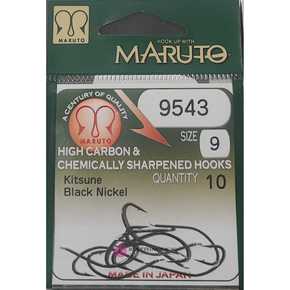 HOOK UP WITH
MARUTO
MARUTO
A CENTURY OF QUALITY
MARUTO
9543
SIZE 9
HIGH CARBON &
CHEMICALLY SHARPENED HOOKS
Kitsune
Black Nickel
QUANTITY 10
MADE IN JAPAN